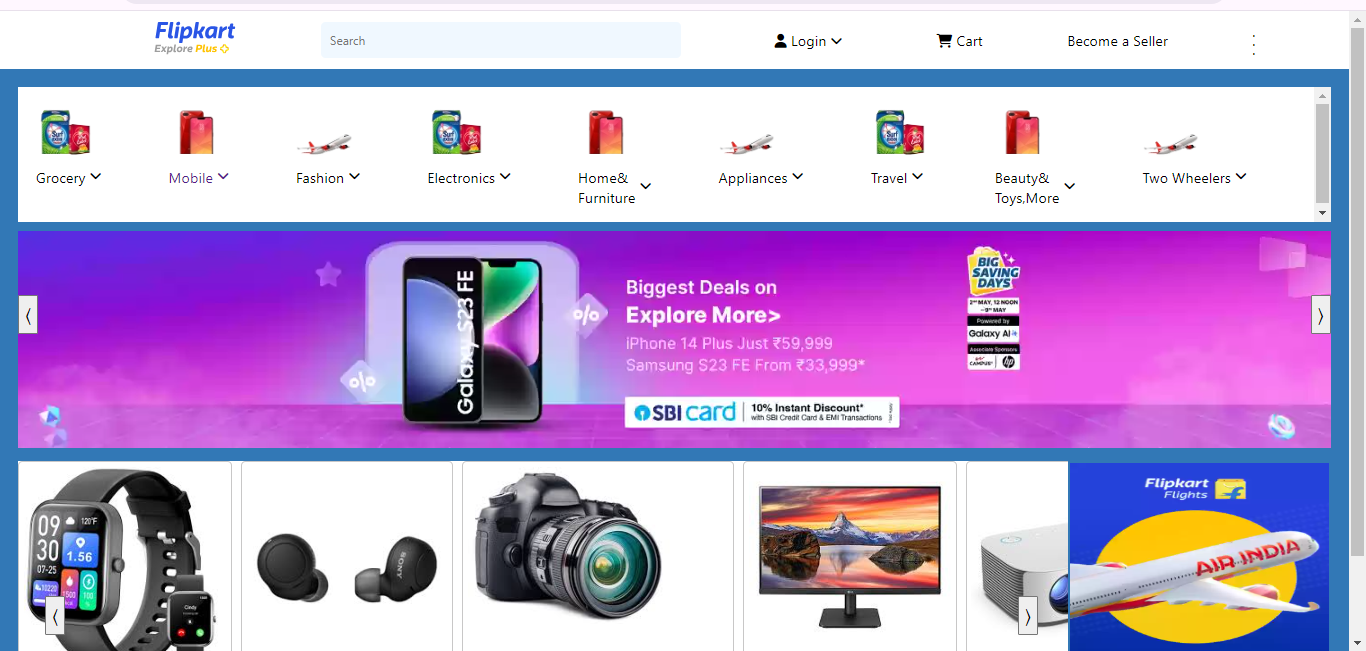 Flipkart
Explore Plus
Search
Login
Cart
Become a Seller
Grocery
Mobile
Fashion
Electronics
Home&
Furniture
Appliances
Travel
Beauty&
Toys,More
Two Wheelers
Galaxy S23 FE
Biggest Deals on
Explore More>
iPhone 14 Plus Just ₹59,999
Samsung S23 FE From ₹33,999*
SBI card
10% Instant Discount*
with SBI Credit Card & EMI Transactions
BIG
SAVING
DAYS
2ND MAY, 12 NOON
-9TH MAY
Powered by
Galaxy AI
Associate Sponsors
CAMPUS
hp
09
30
07-25
120°F
1.56
SONY
LG
Flipkart
Flights
AIR INDIA